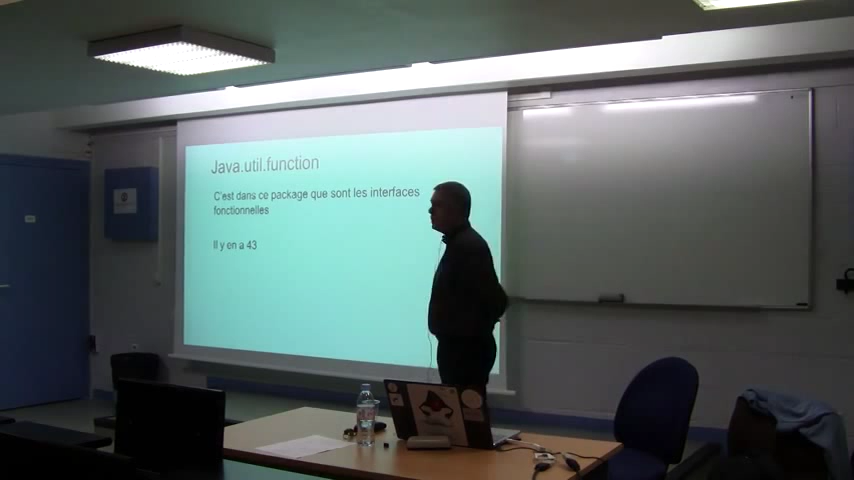 Java.util.function
C'est dans ce package que sont les interfaces
fonctionnelles
Il y en a 43